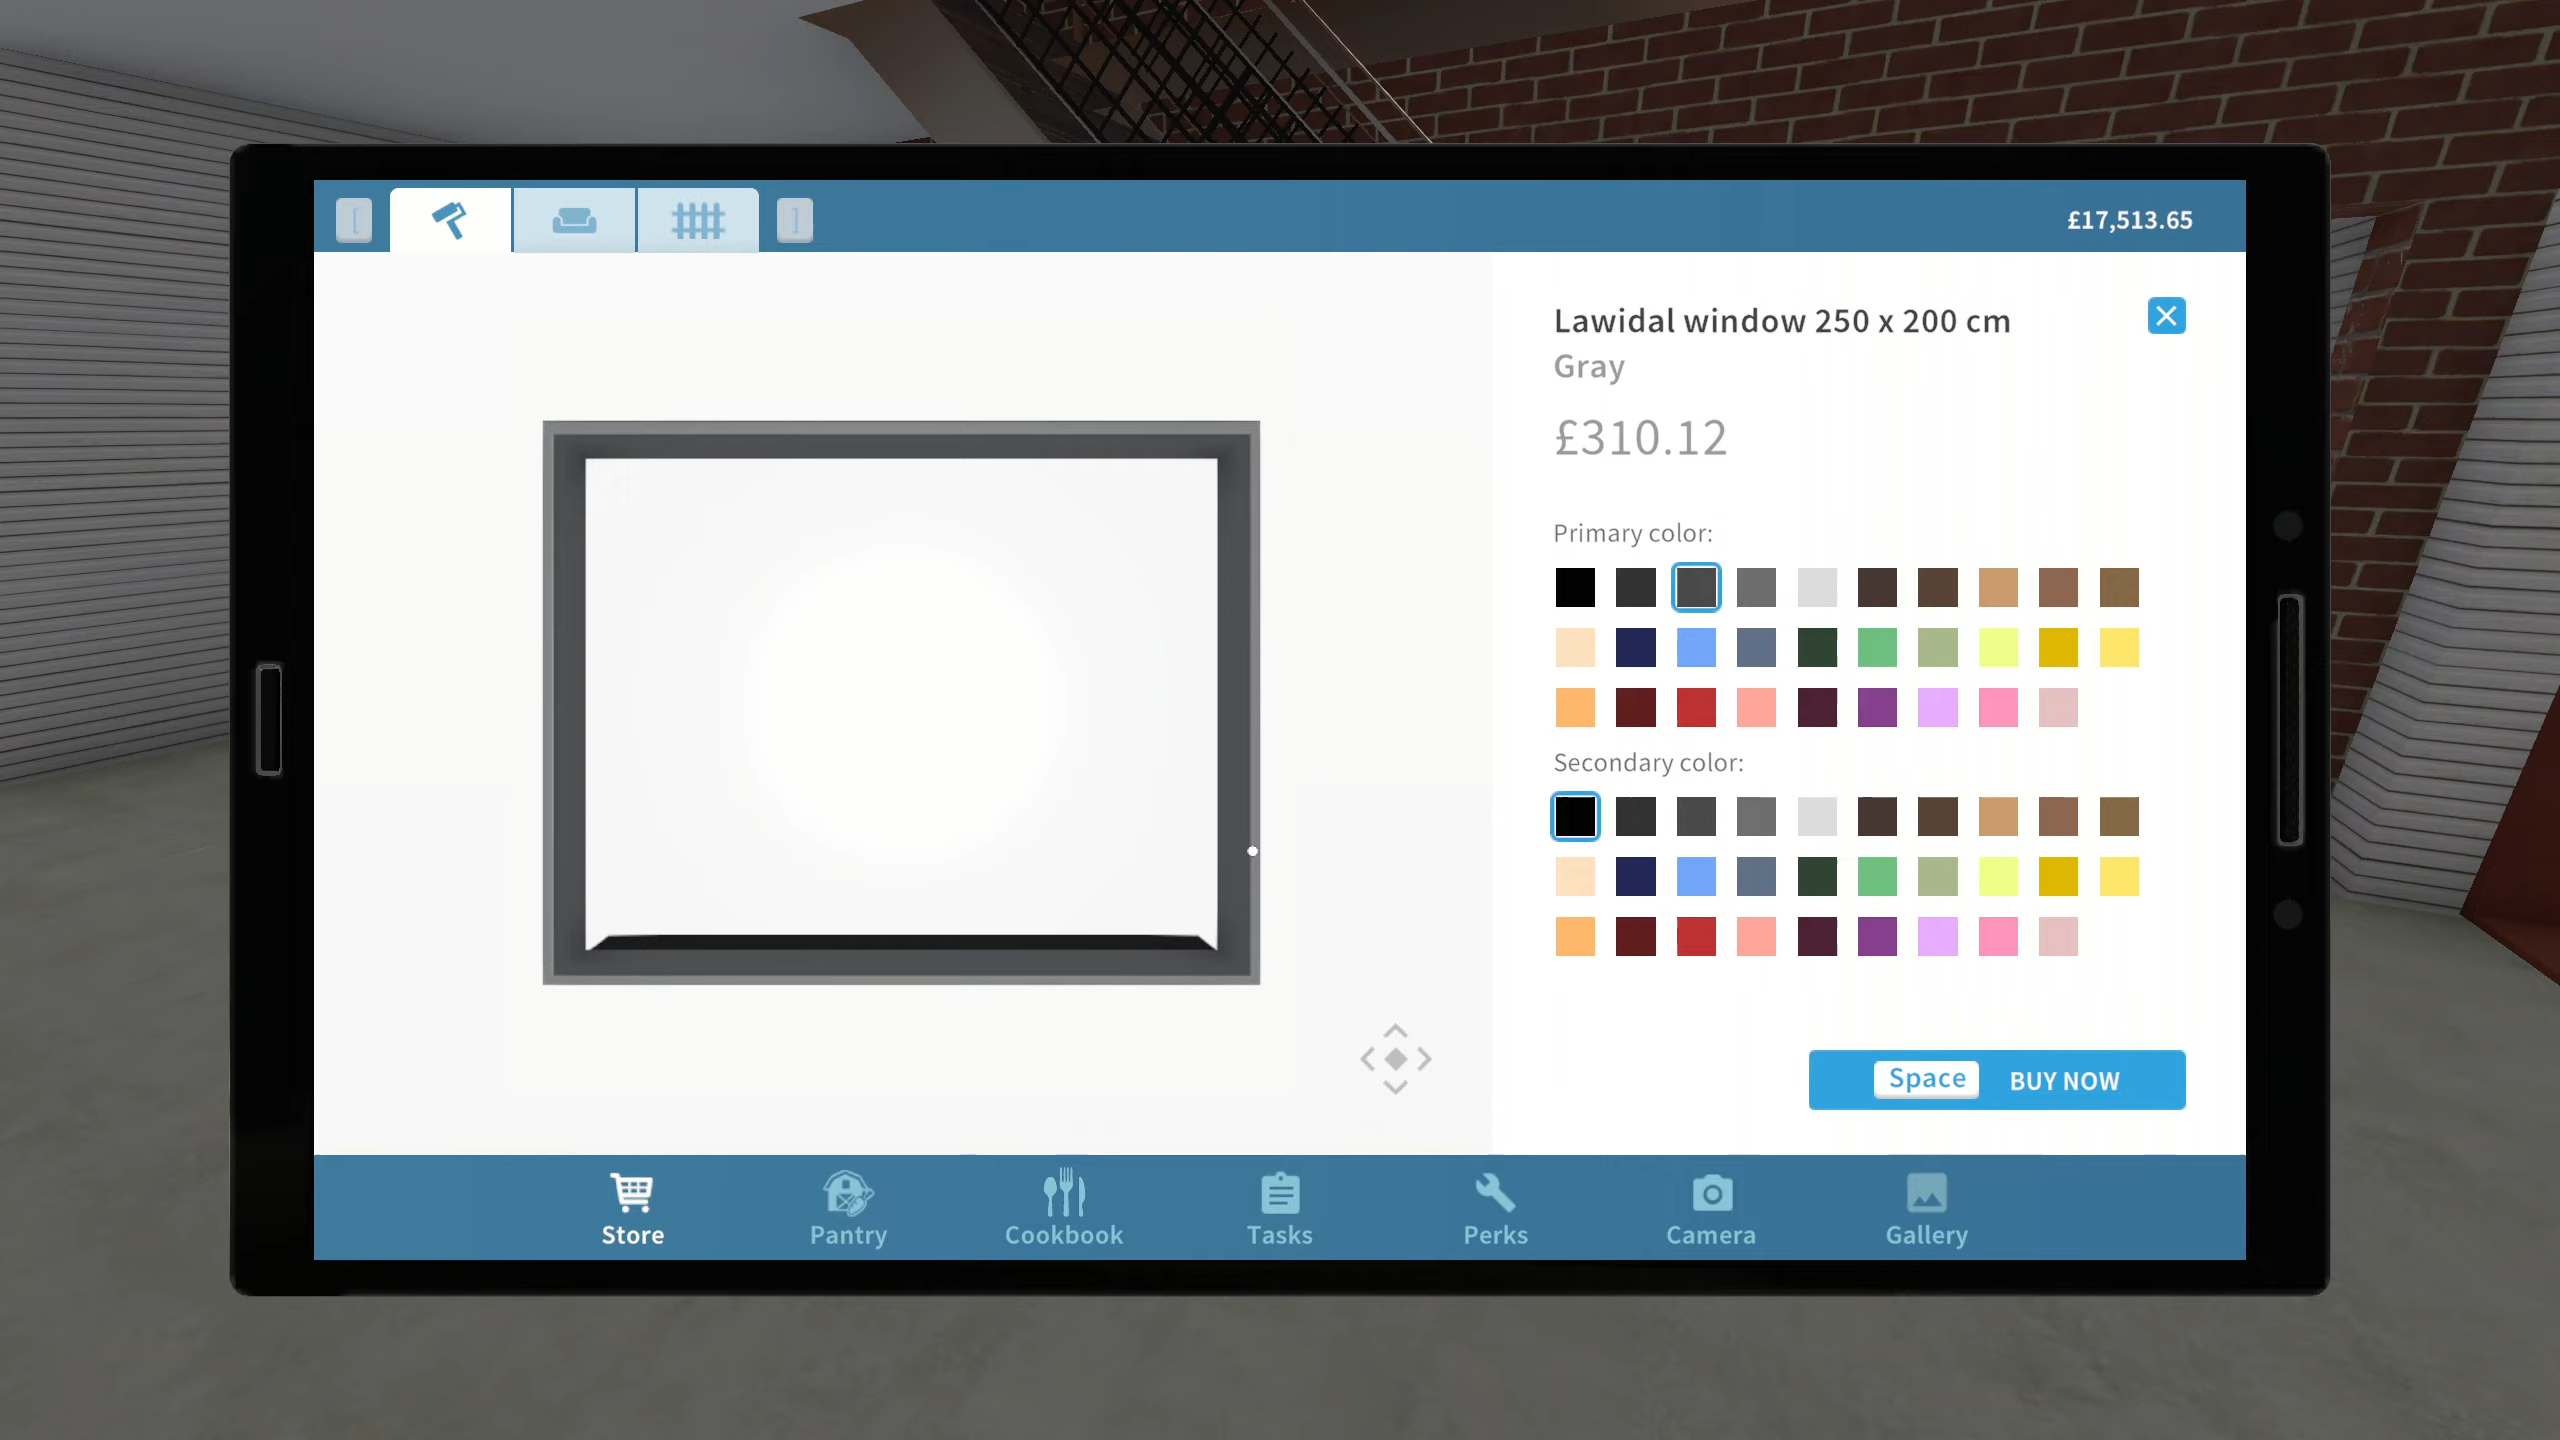 [
]
£17,513.65
Lawidal window 250 x 200 cm
Gray
£310.12
Primary color:
Secondary color:
Space BUY NOW
Store Pantry Cookbook Tasks Perks Camera Gallery